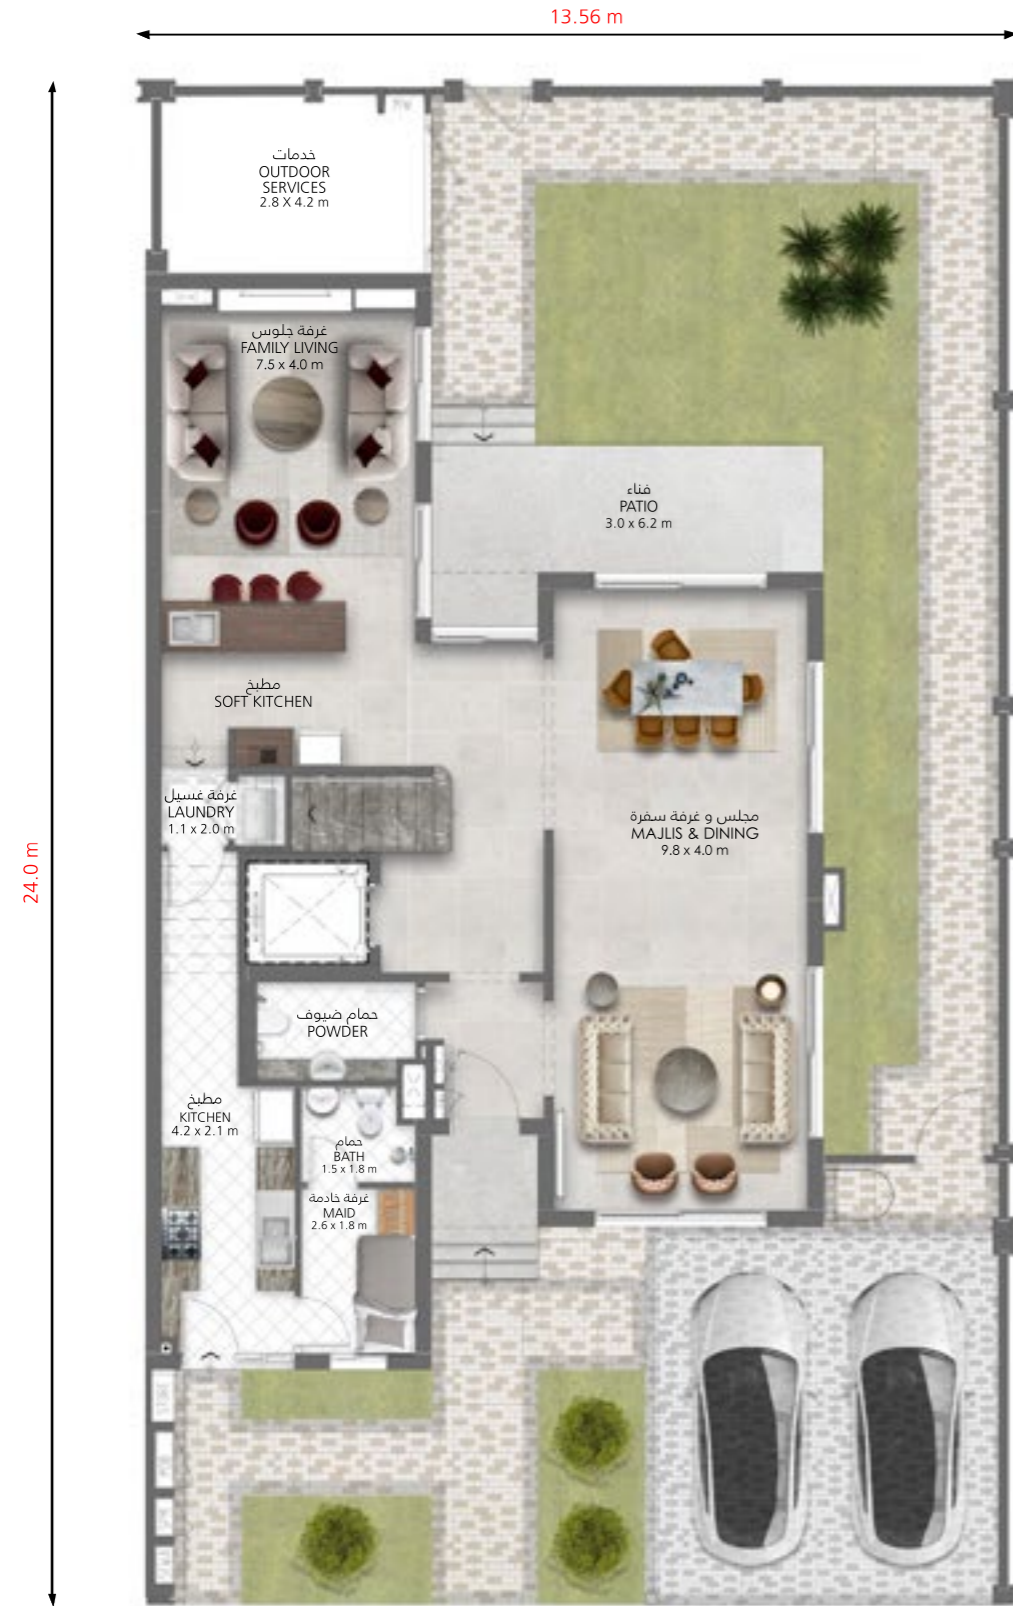 13.56 m
خدمات
OUTDOOR
SERVICES
2.8 X 4.2 m
غرفة جلوس
FAMILY LIVING
7.5 x 4.0 m
فناء
PATIO
3.0 x 6.2 m
مطبخ
SOFT KITCHEN
غرفة غسيل
LAUNDRY
1.1 x 2.0 m
مجلس و غرفة سفرة
MAJLIS & DINING
9.8 x 4.0 m
24.0 m
حمام ضيوف
POWDER
مطبخ
KITCHEN
4.2 x 2.1 m
حمام
BATH
1.5 x 1.8 m
غرفة خادمة
MAID
2.6 x 1.8 m